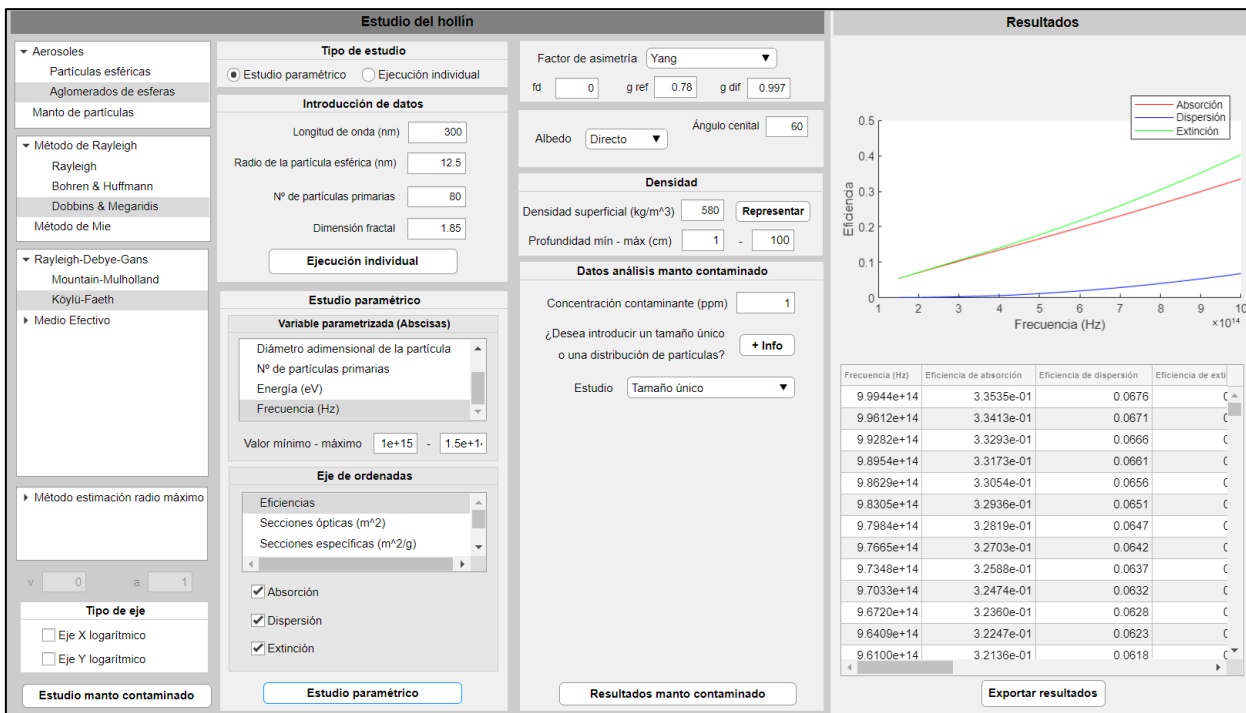 Estudio del hollín
Aerosoles
Partículas esféricas
Aglomerados de esferas
Manto de partículas
Método de Rayleigh
Rayleigh
Bohren & Huffmann
Dobbins & Megaridis
Método de Mie
Rayleigh-Debye-Gans
Mountain-Mulholland
Köylü-Faeth
Medio Efectivo
Método estimación radio máximo
v 0 a 1
Tipo de eje
Eje X logarítmico
Eje Y logarítmico
Estudio manto contaminado
Tipo de estudio
Estudio paramétrico Ejecución individual
Introducción de datos
Longitud de onda (nm) 300
Radio de la partícula esférica (nm) 12.5
Nº de partículas primarias 80
Dimensión fractal 1.85
Ejecución individual
Estudio paramétrico
Variable parametrizada (Abscisas)
Diámetro adimensional de la partícula
Nº de partículas primarias
Energía (eV)
Frecuencia (Hz)
Valor mínimo - máximo 1e+15 - 1.5e+1
Eje de ordenadas
Eficiencias
Secciones ópticas (m^2)
Secciones específicas (m^2/g)
Absorción
Dispersión
Extinción
Estudio paramétrico
Factor de asimetría Yang
fd 0 g ref 0.78 g dif 0.997
Albedo Directo Ángulo cenital 60
Densidad
Densidad superficial (kg/m^3) 580 Representar
Profundidad mín - máx (cm) 1 - 100
Datos análisis manto contaminado
Concentración contaminante (ppm) 1
¿Desea introducir un tamaño único
o una distribución de partículas? + Info
Estudio Tamaño único
Resultados manto contaminado
Resultados
Absorción
Dispersión
Extinción
Eficiencia
0.5
0.4
0.3
0.2
0.1
0
1 2 3 4 5 6 7 8 9 10
Frecuencia (Hz) ×10^14
Frecuencia (Hz) Eficiencia de absorción Eficiencia de dispersión Eficiencia de exti
9.9944e+14 3.3535e-01 0.0676
9.9612e+14 3.3413e-01 0.0671
9.9282e+14 3.3293e-01 0.0666
9.8954e+14 3.3173e-01 0.0661
9.8629e+14 3.3054e-01 0.0656
9.8305e+14 3.2936e-01 0.0651
9.7984e+14 3.2819e-01 0.0647
9.7665e+14 3.2703e-01 0.0642
9.7348e+14 3.2588e-01 0.0637
9.7033e+14 3.2474e-01 0.0632
9.6720e+14 3.2360e-01 0.0628
9.6409e+14 3.2247e-01 0.0623
9.6100e+14 3.2136e-01 0.0618
Exportar resultados